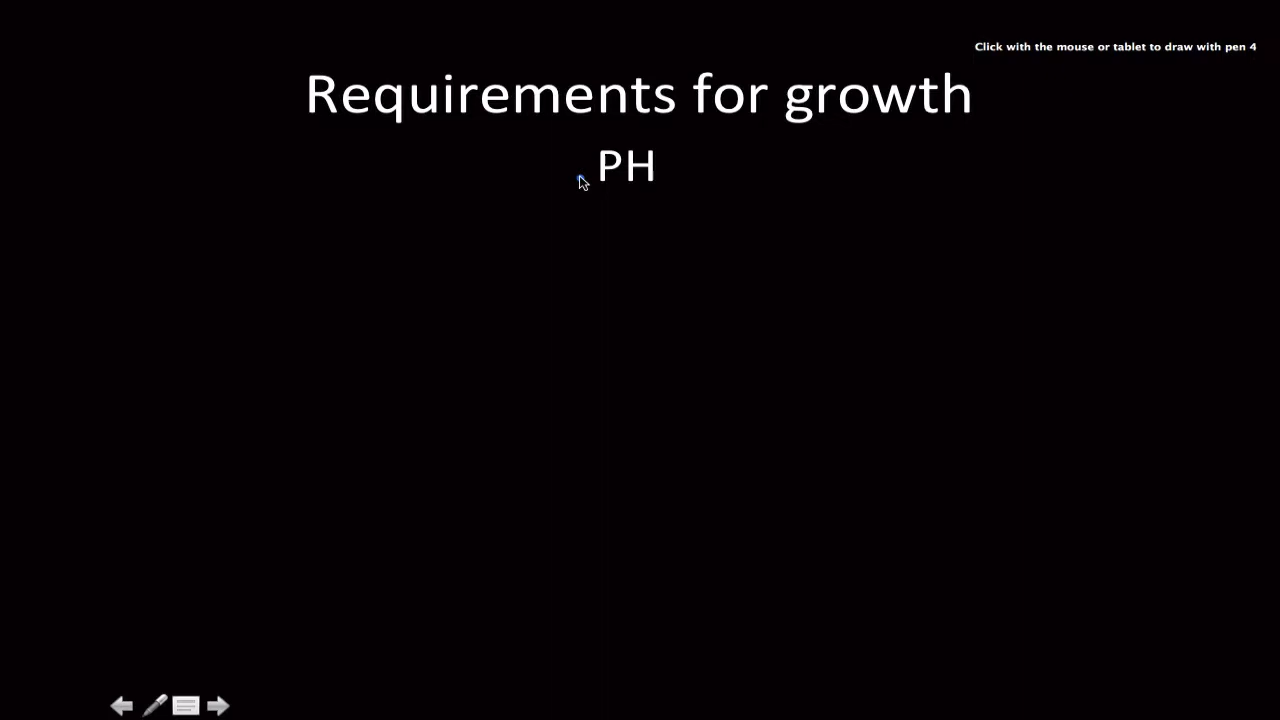 Click with the mouse or tablet to draw with pen 4
Requirements for growth
PH